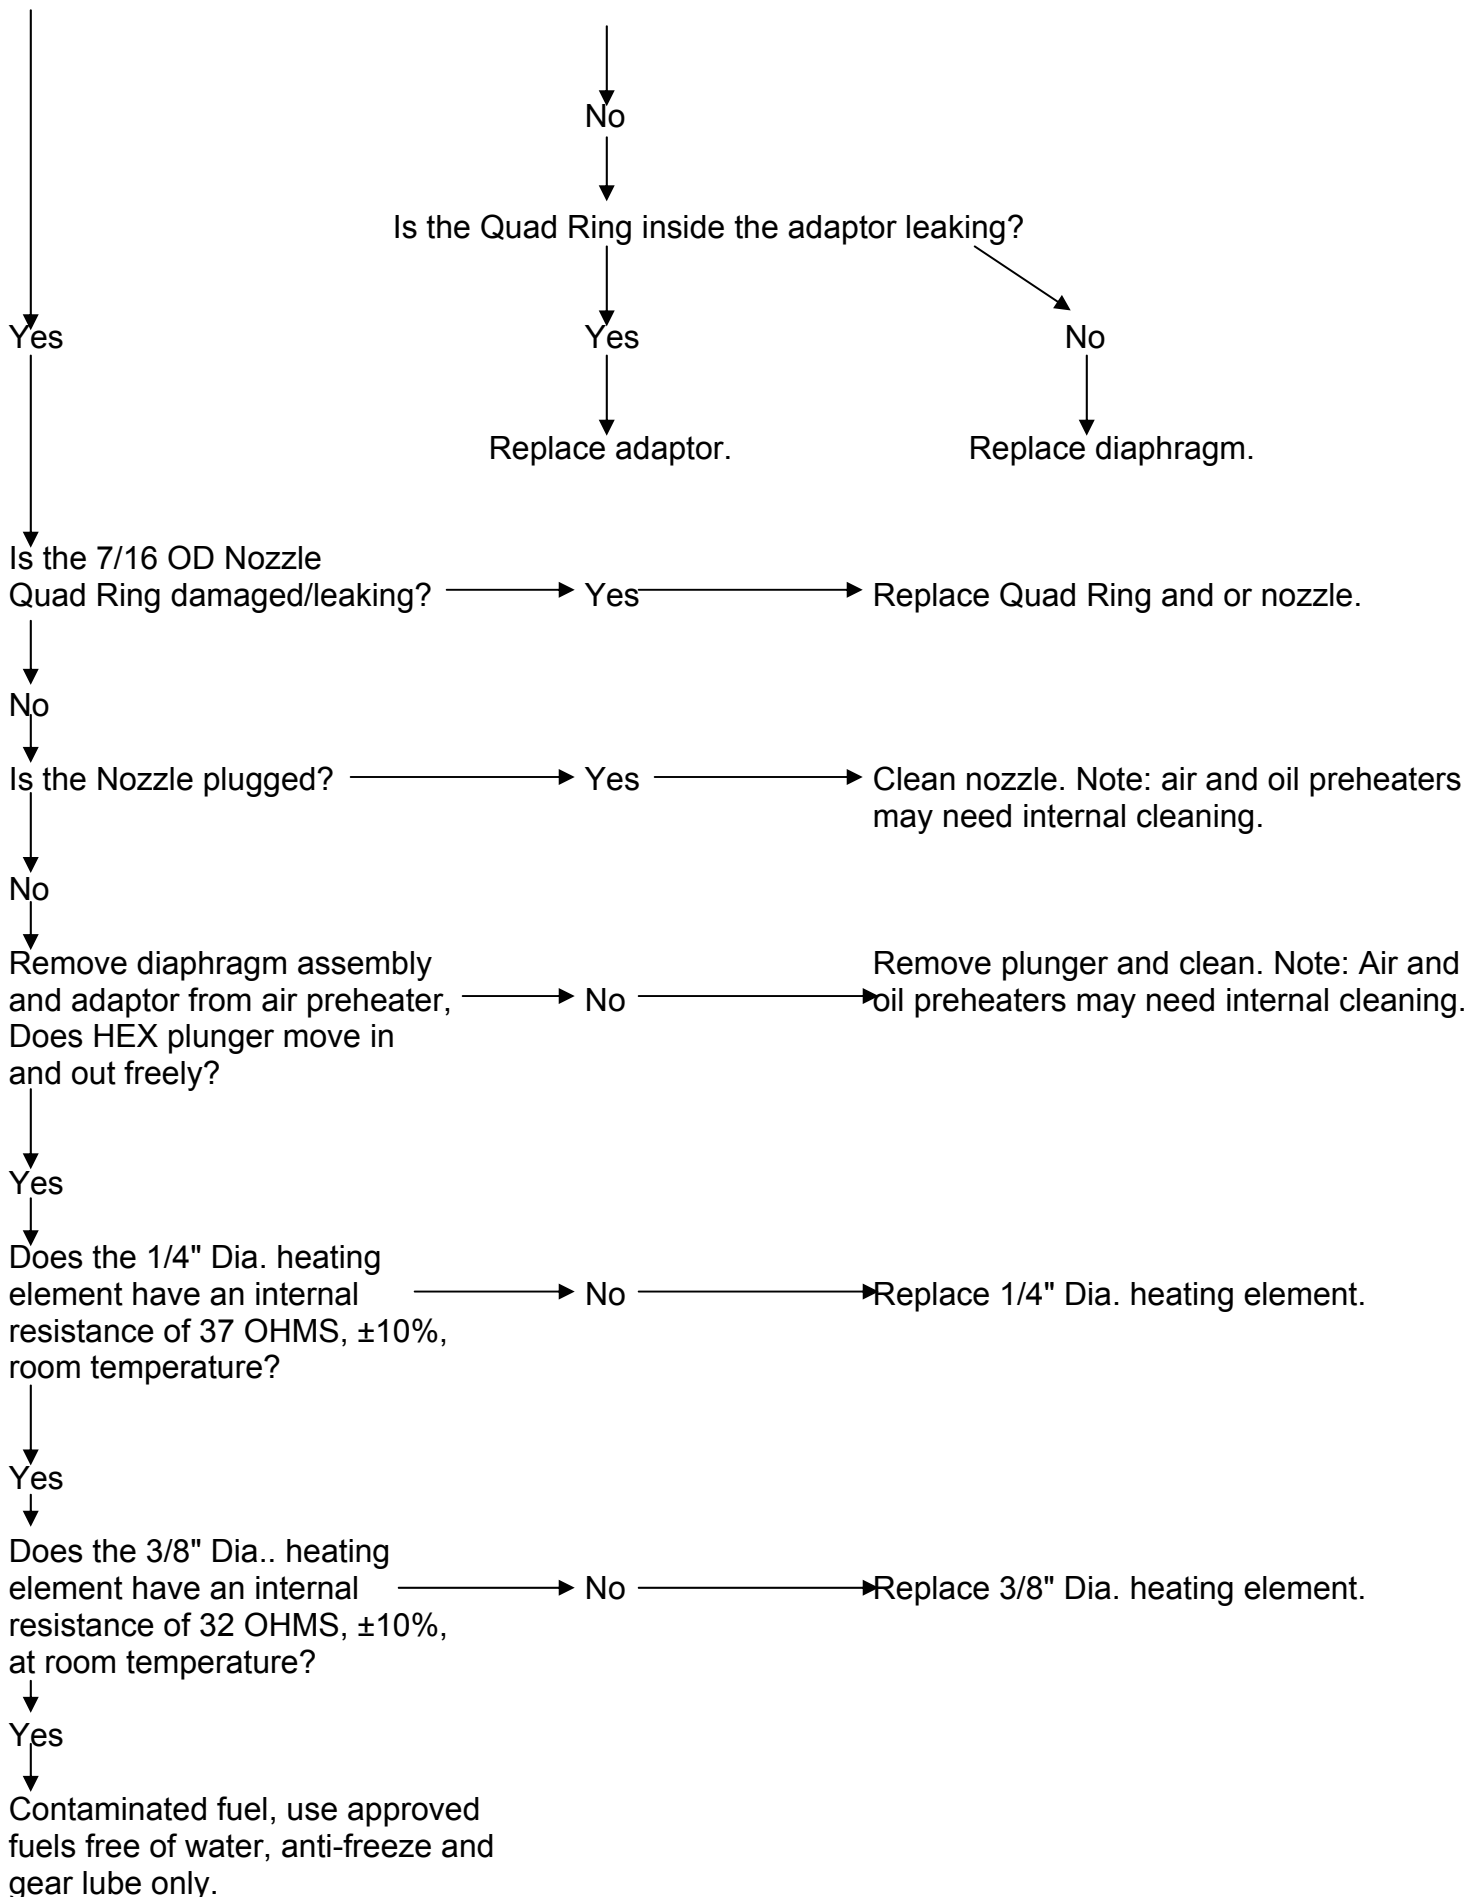 No
Is the Quad Ring inside the adaptor leaking?
Yes
Yes
No
Replace adaptor.
Replace diaphragm.
Is the 7/16 OD Nozzle
Quad Ring damaged/leaking?
Yes
Replace Quad Ring and or nozzle.
No
Is the Nozzle plugged?
Yes
Clean nozzle. Note: air and oil preheaters
may need internal cleaning.
No
Remove diaphragm assembly
and adaptor from air preheater,
Does HEX plunger move in
and out freely?
No
Remove plunger and clean. Note: Air and
oil preheaters may need internal cleaning.
Yes
Does the 1/4" Dia. heating
element have an internal
resistance of 37 OHMS, ±10%,
room temperature?
No
Replace 1/4" Dia. heating element.
Yes
Does the 3/8" Dia.. heating
element have an internal
resistance of 32 OHMS, ±10%,
at room temperature?
No
Replace 3/8" Dia. heating element.
Yes
Contaminated fuel, use approved
fuels free of water, anti-freeze and
gear lube only.